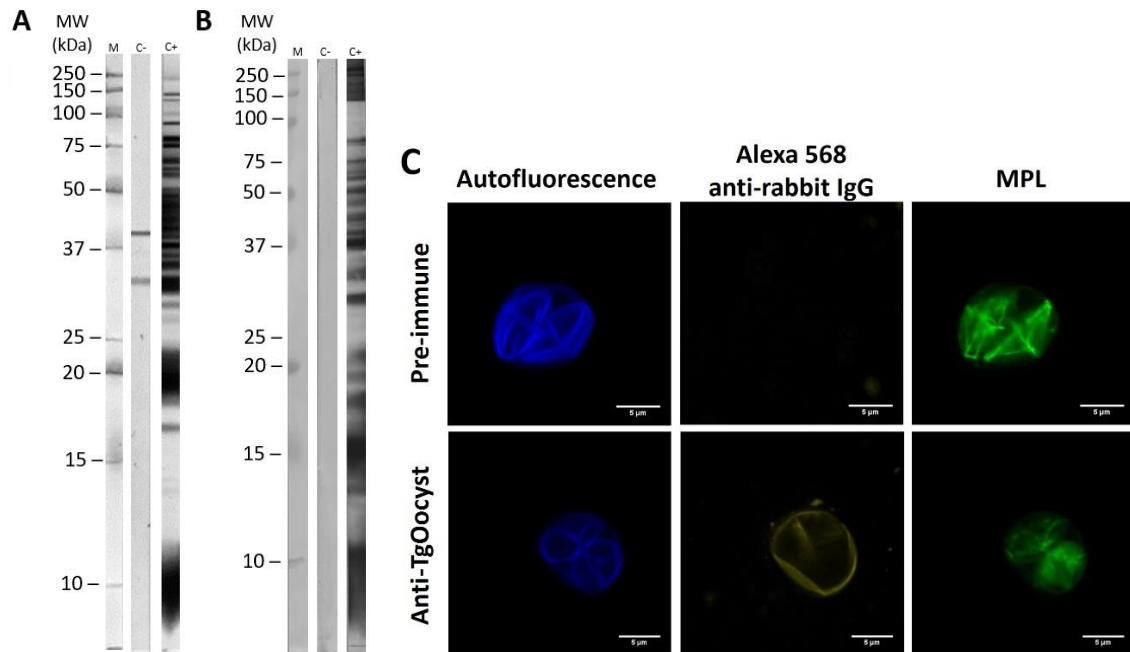 A
MW
(kDa)
M
C-
C+
250
150
100
75
50
37
25
20
15
10
B
MW
(kDa)
M
C-
C+
250
150
100
75
50
37
25
20
15
10
C
Autofluorescence
Alexa 568
anti-rabbit IgG
MPL
Pre-immune
5 μm
5 μm
5 μm
Anti-TgOocyst
5 μm
5 μm
5 μm